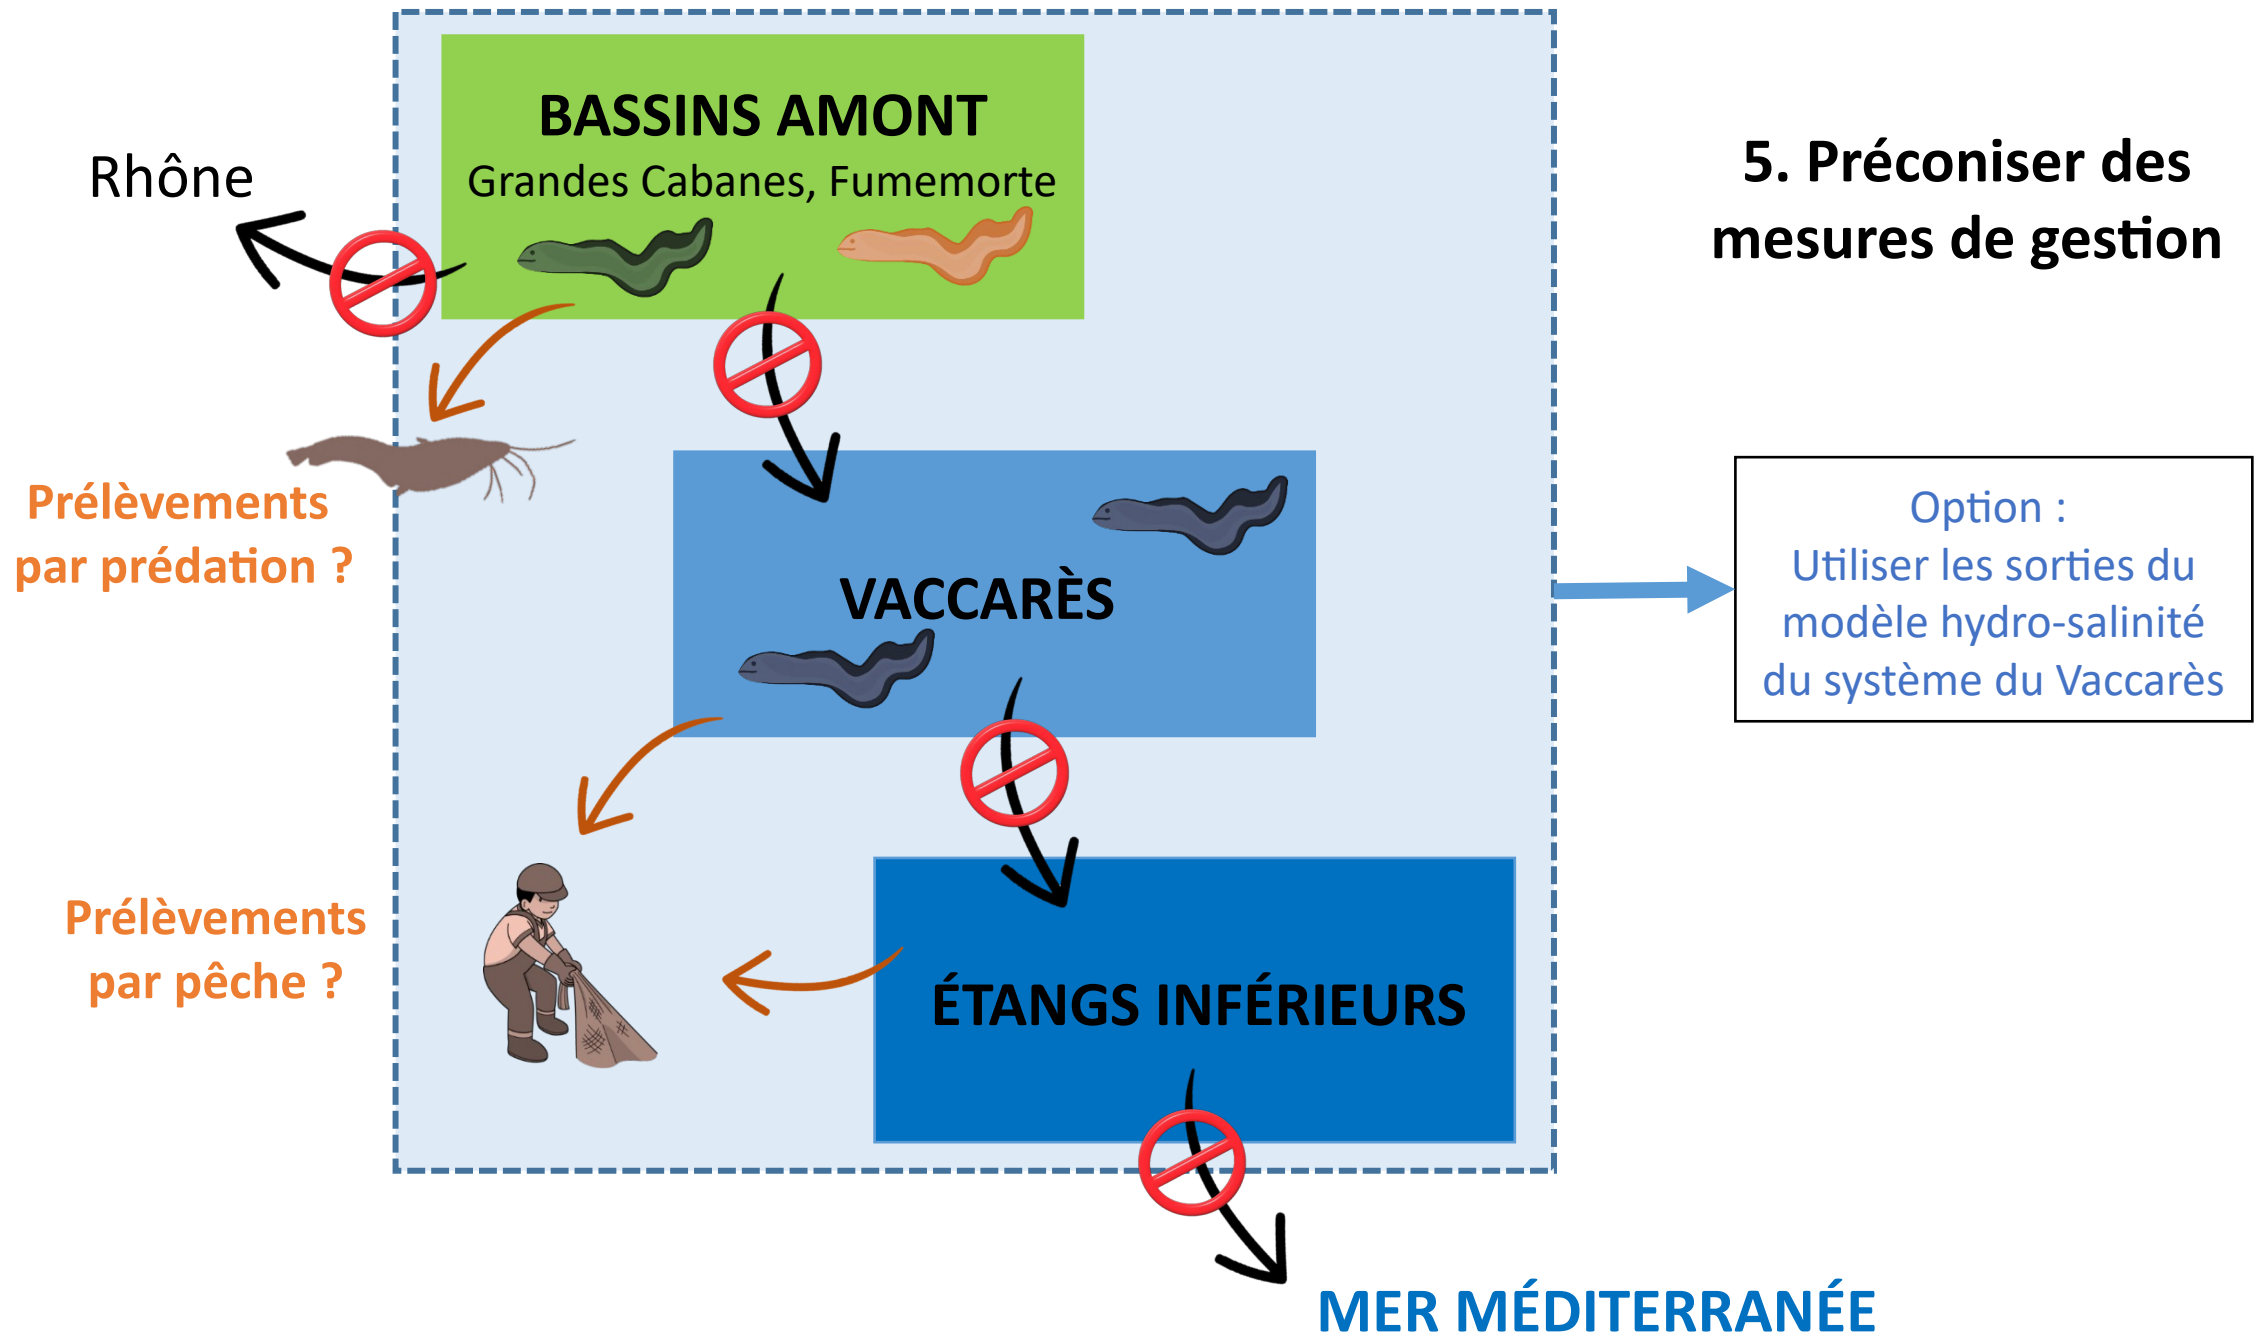 BASSINS AMONT
Grandes Cabanes, Fumemorte
Rhône
5. Préconiser des
mesures de gestion
Prélèvements
par prédation ?
VACCARÈS
Option :
Utiliser les sorties du
modèle hydro-salinité
du système du Vaccarès
Prélèvements
par pêche ?
ÉTANGS INFÉRIEURS
MER MÉDITERRANÉE